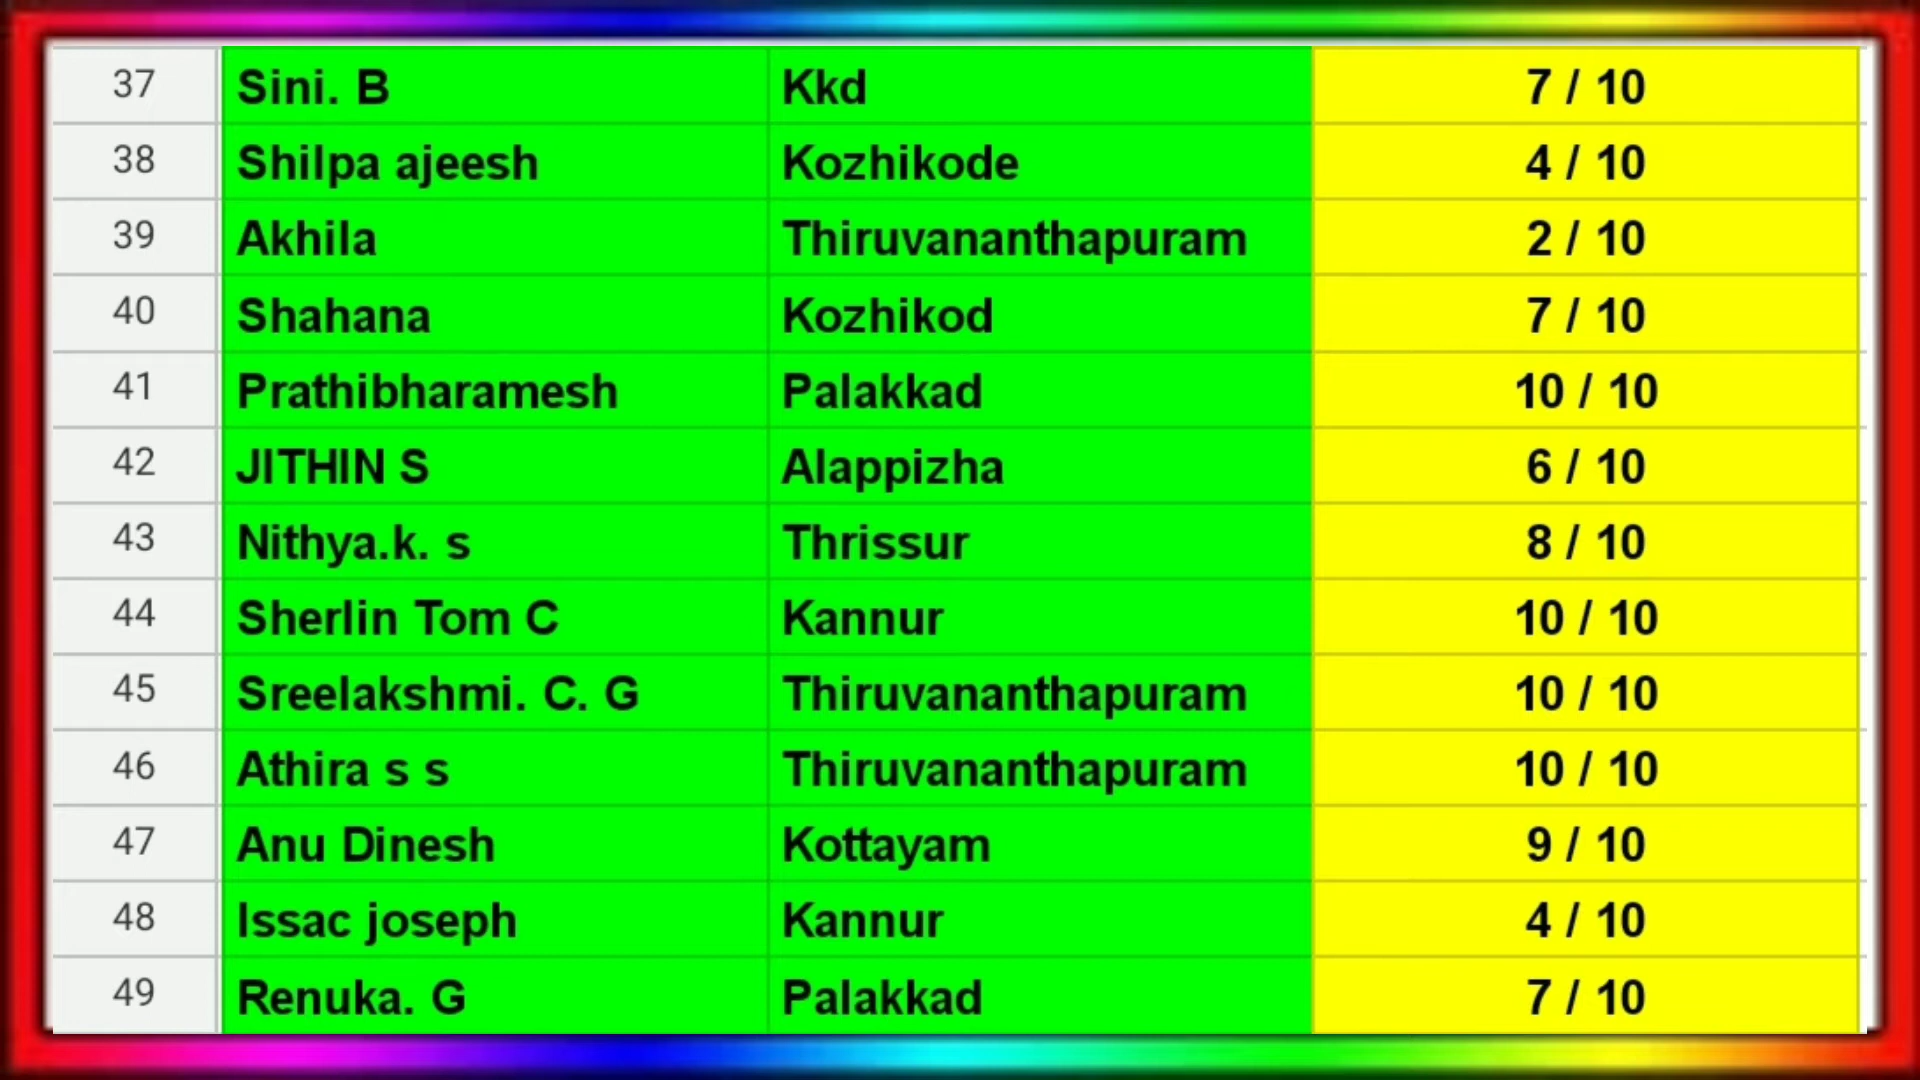 37 Sini. B Kkd 7 / 10
38 Shilpa ajeesh Kozhikode 4 / 10
39 Akhila Thiruvananthapuram 2 / 10
40 Shahana Kozhikod 7 / 10
41 Prathibharamesh Palakkad 10 / 10
42 JITHIN S Alappizha 6 / 10
43 Nithya.k. s Thrissur 8 / 10
44 Sherlin Tom C Kannur 10 / 10
45 Sreelakshmi. C. G Thiruvananthapuram 10 / 10
46 Athira s s Thiruvananthapuram 10 / 10
47 Anu Dinesh Kottayam 9 / 10
48 Issac joseph Kannur 4 / 10
49 Renuka. G Palakkad 7 / 10